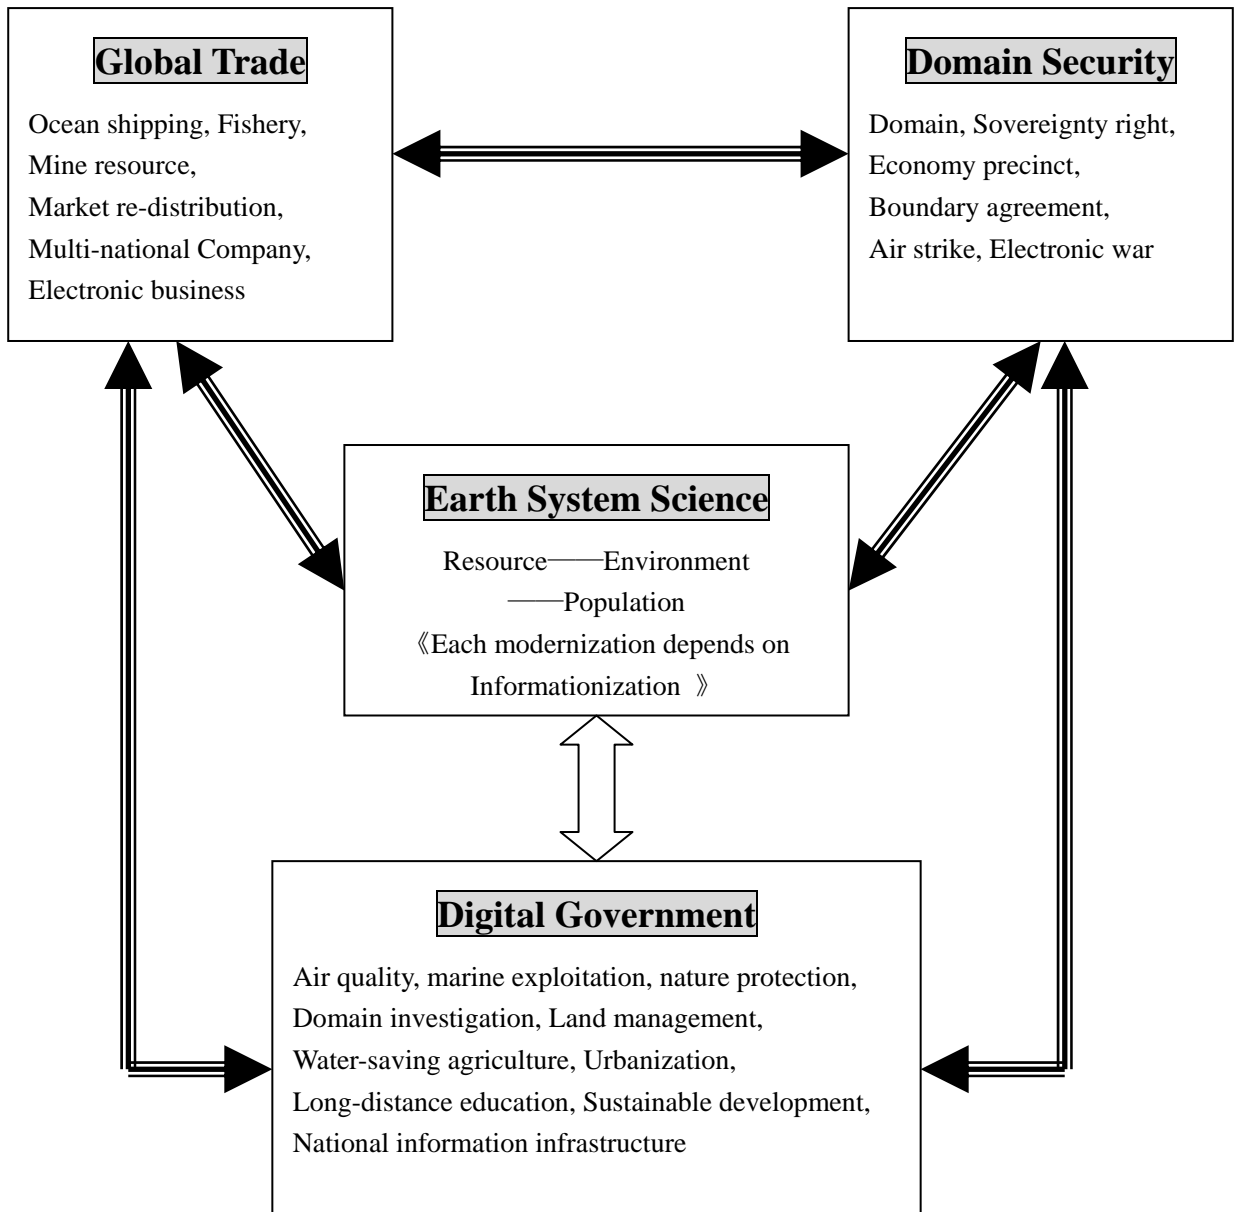 Global Trade
Ocean shipping, Fishery,
Mine resource,
Market re-distribution,
Multi-national Company,
Electronic business
Domain Security
Domain, Sovereignty right,
Economy precinct,
Boundary agreement,
Air strike, Electronic war
Earth System Science
Resource——Environment
——Population
《Each modernization depends on
Informationization 》
Digital Government
Air quality, marine exploitation, nature protection,
Domain investigation, Land management,
Water-saving agriculture, Urbanization,
Long-distance education, Sustainable development,
National information infrastructure